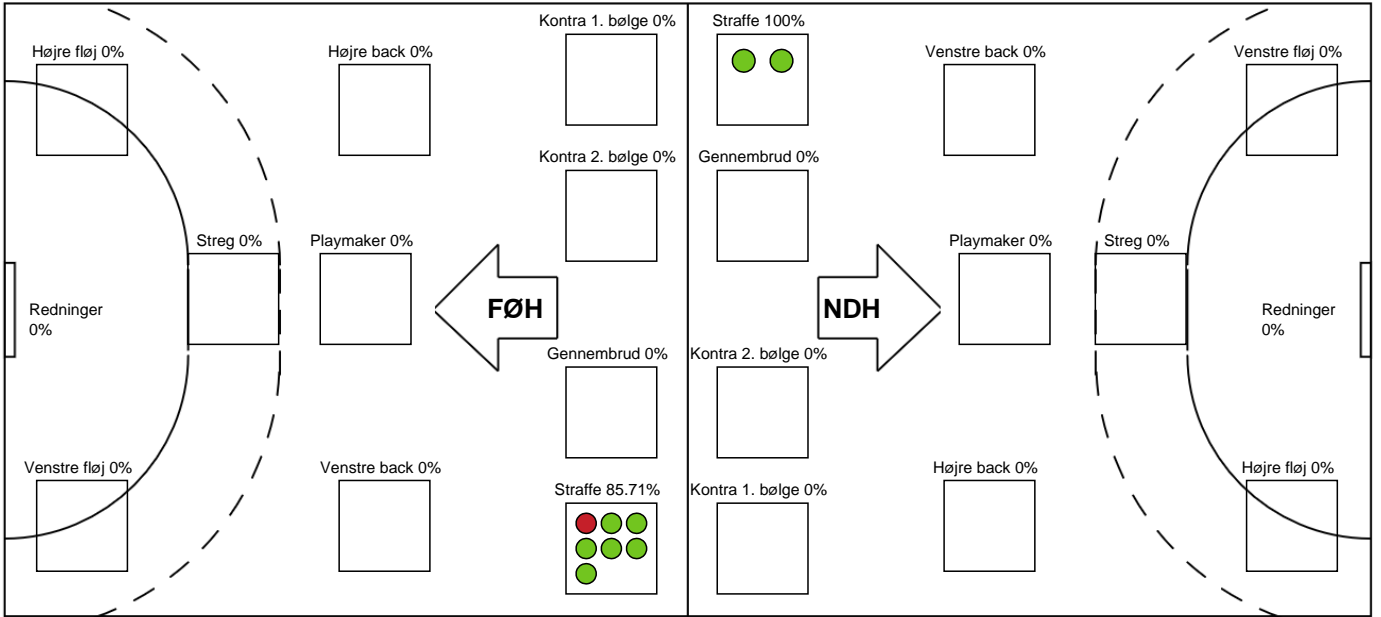 Kontra 1. bølge 0%
Straffe 100%
Højre fløj 0%
Højre back 0%
Venstre back 0%
Venstre fløj 0%
Kontra 2. bølge 0%
Gennembrud 0%
Streg 0%
Playmaker 0%
Playmaker 0%
Streg 0%
Redninger
0%
FØH
NDH
Redninger
0%
Gennembrud 0%
Kontra 2. bølge 0%
Venstre fløj 0%
Venstre back 0%
Højre back 0%
Højre fløj 0%
Straffe 85.71%
Kontra 1. bølge 0%